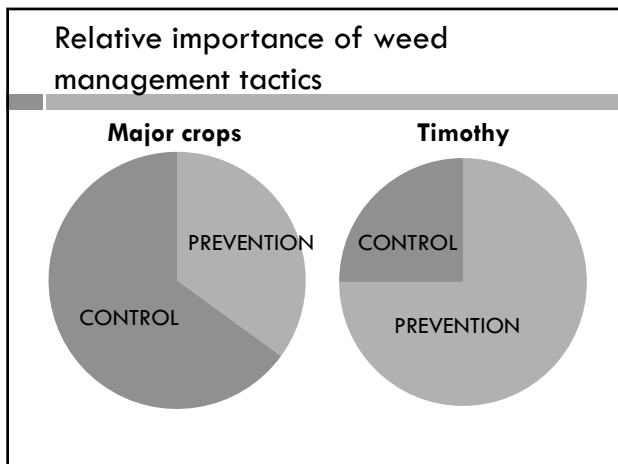 Relative importance of weed
management tactics
Major crops
Timothy
PREVENTION
CONTROL
CONTROL
PREVENTION